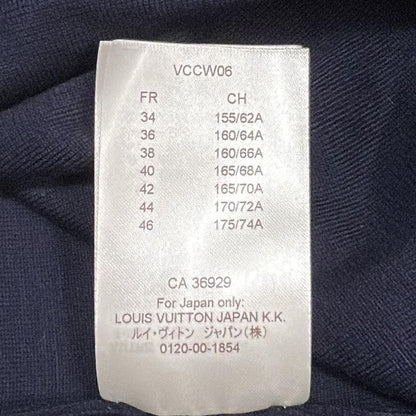 VCCW06
FR CH
34 155/62A
36 160/64A
38 160/66A
40 165/68A
42 165/70A
44 170/72A
46 175/74A
CA 36929
For Japan only:
LOUIS VUITTON JAPAN K.K.
ルイ・ヴィトン ジャパン(株)
0120-00-1854